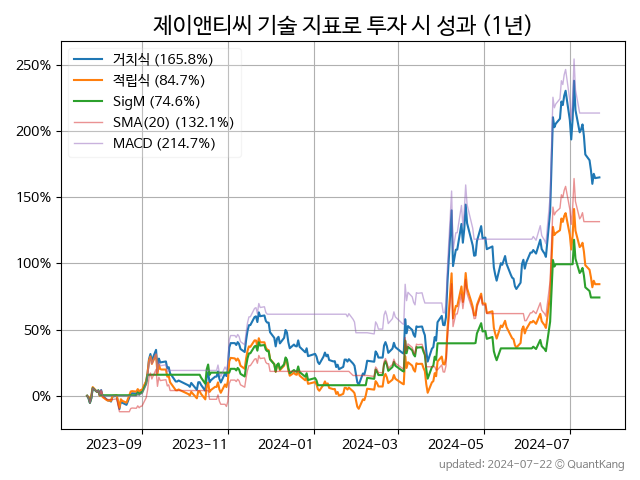 제이앤티씨 기술 지표로 투자 시 성과 (1년)
거치식 (165.8%)
적립식 (84.7%)
SigM (74.6%)
SMA(20) (132.1%)
MACD (214.7%)
250%
200%
150%
100%
50%
0%
2023-09
2023-11
2024-01
2024-03
2024-05
2024-07
updated: 2024-07-22 © QuantKang